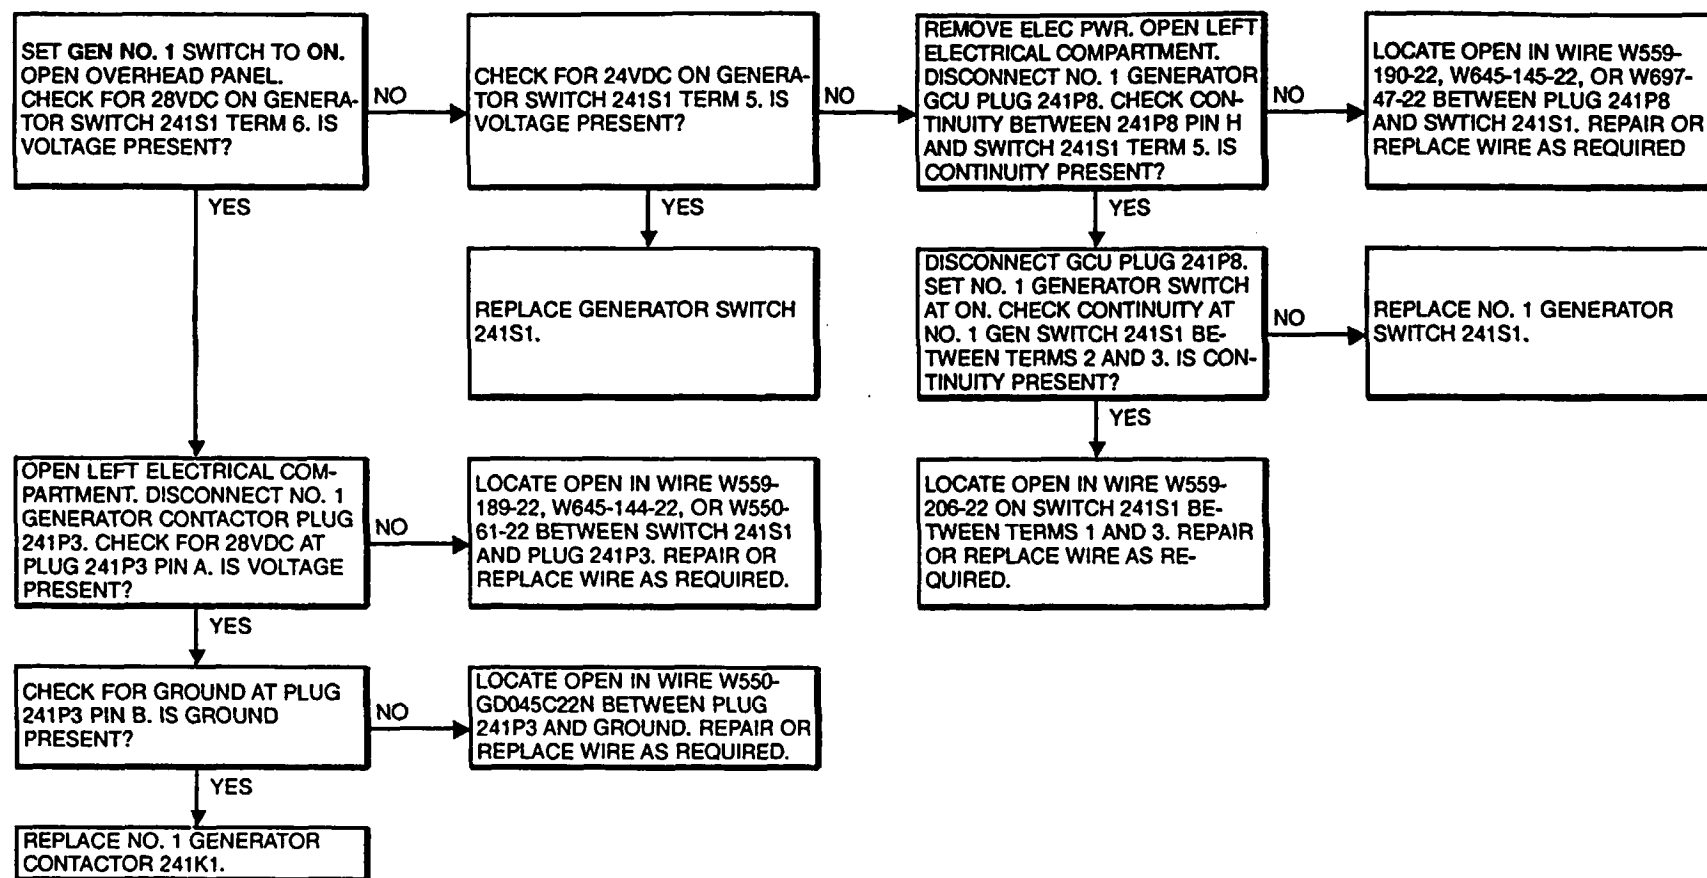 SET GEN NO. 1 SWITCH TO ON.
OPEN OVERHEAD PANEL.
CHECK FOR 28VDC ON GENERA-
TOR SWITCH 241S1 TERM 6. IS
VOLTAGE PRESENT?
NO
CHECK FOR 24VDC ON GENERA-
TOR SWITCH 241S1 TERM 5. IS
VOLTAGE PRESENT?
NO
REMOVE ELEC PWR. OPEN LEFT
ELECTRICAL COMPARTMENT.
DISCONNECT NO. 1 GENERATOR
GCU PLUG 241P8. CHECK CON-
TINUITY BETWEEN 241P8 PIN H
AND SWITCH 241S1 TERM 5. IS
CONTINUITY PRESENT?
NO
LOCATE OPEN IN WIRE W559-
190-22, W645-145-22, OR W697-
47-22 BETWEEN PLUG 241P8
AND SWTICH 241S1. REPAIR OR
REPLACE WIRE AS REQUIRED
YES
YES
YES
REPLACE GENERATOR SWITCH
241S1.
DISCONNECT GCU PLUG 241P8.
SET NO. 1 GENERATOR SWITCH
AT ON. CHECK CONTINUITY AT
NO. 1 GEN SWITCH 241S1 BE-
TWEEN TERMS 2 AND 3. IS CON-
TINUITY PRESENT?
NO
REPLACE NO. 1 GENERATOR
SWITCH 241S1.
YES
OPEN LEFT ELECTRICAL COM-
PARTMENT. DISCONNECT NO. 1
GENERATOR CONTACTOR PLUG
241P3. CHECK FOR 28VDC AT
PLUG 241P3 PIN A. IS VOLTAGE
PRESENT?
NO
LOCATE OPEN IN WIRE W559-
189-22, W645-144-22, OR W550-
61-22 BETWEEN SWITCH 241S1
AND PLUG 241P3. REPAIR OR
REPLACE WIRE AS REQUIRED.
LOCATE OPEN IN WIRE W559-
206-22 ON SWITCH 241S1 BE-
TWEEN TERMS 1 AND 3. REPAIR
OR REPLACE WIRE AS RE-
QUIRED.
YES
CHECK FOR GROUND AT PLUG
241P3 PIN B. IS GROUND
PRESENT?
NO
LOCATE OPEN IN WIRE W550-
GD045C22N BETWEEN PLUG
241P3 AND GROUND. REPAIR OR
REPLACE WIRE AS REQUIRED.
YES
REPLACE NO. 1 GENERATOR
CONTACTOR 241K1.